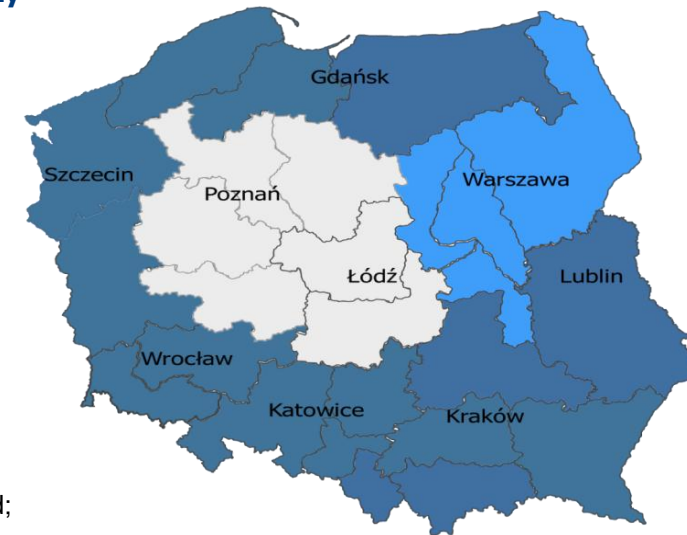 Gdańsk
Szczecin
Warszawa
Poznań
Łódź
Lublin
Wrocław
Katowice
Kraków